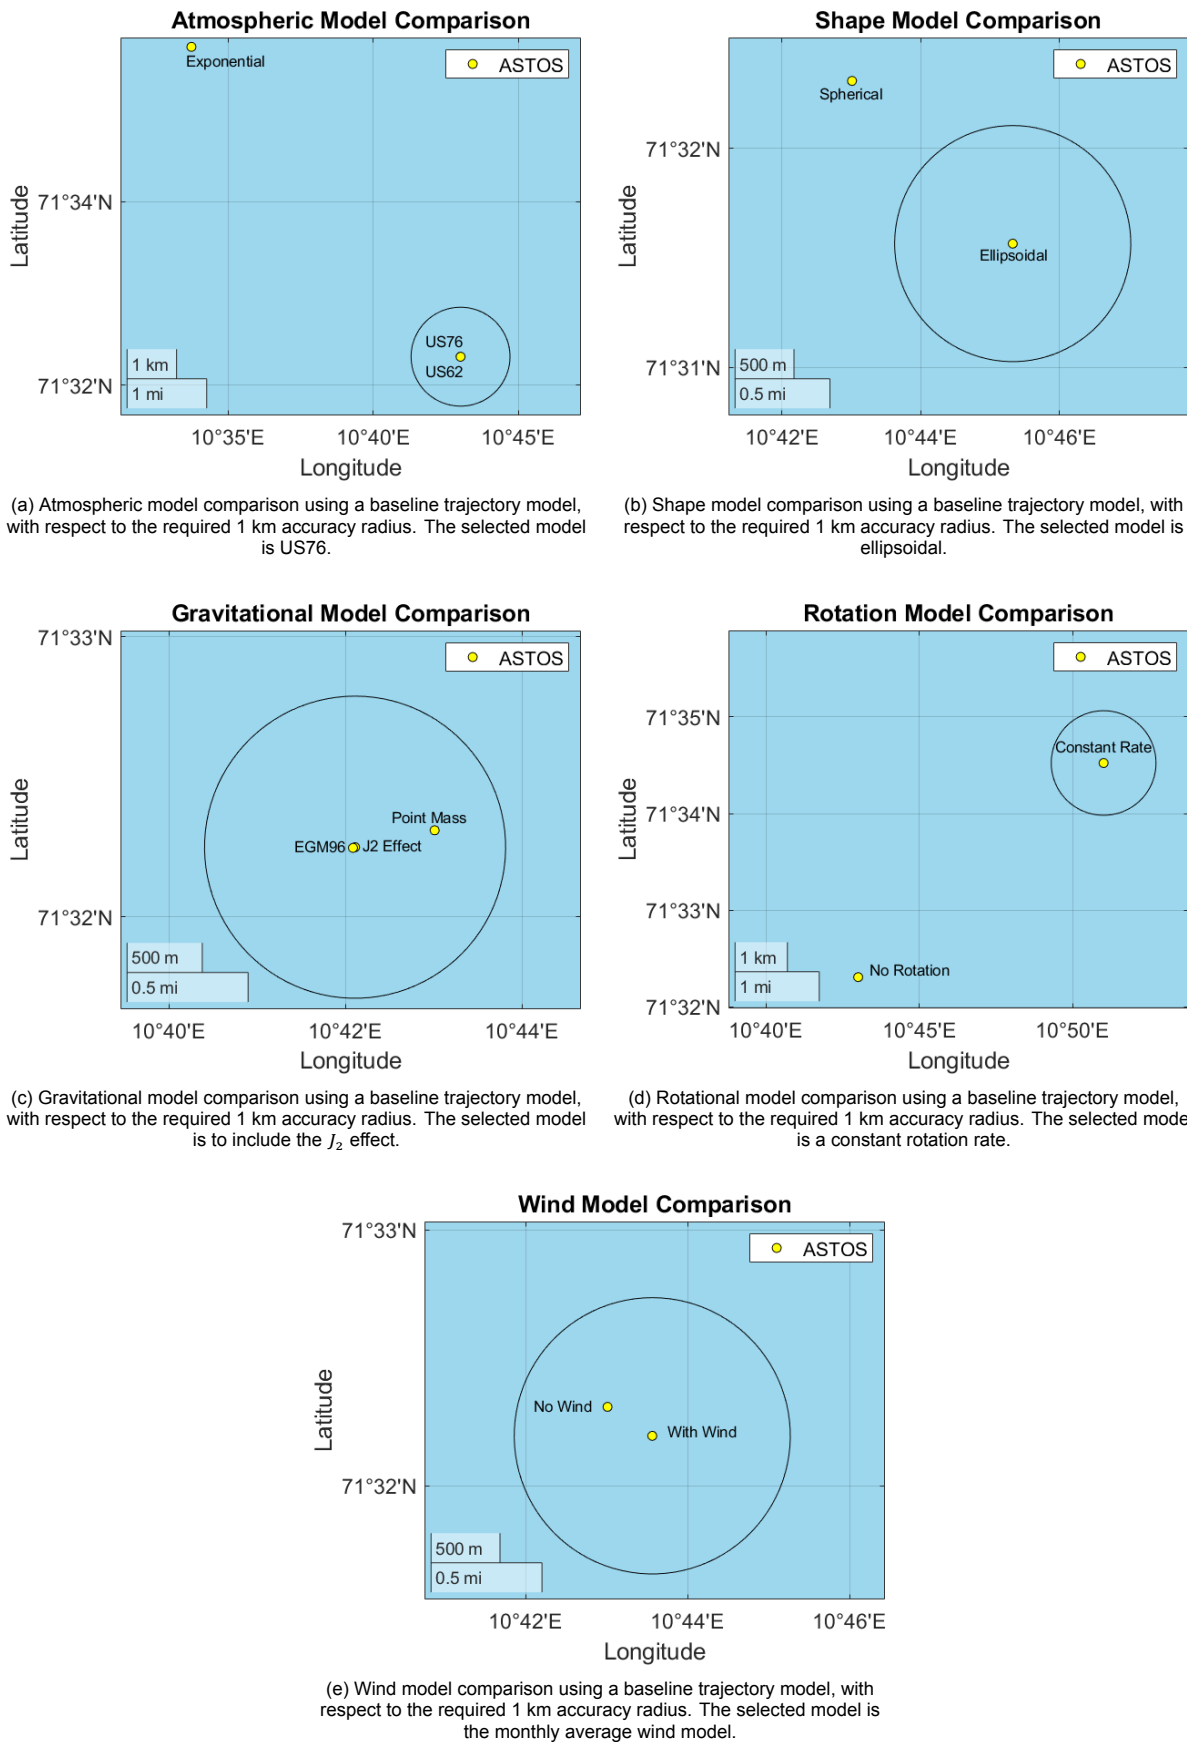 Atmospheric Model Comparison
Exponential
ASTOS
71°34'N
US76
US62
71°32'N
Latitude
1 km
1 mi
10°35'E 10°40'E 10°45'E
Longitude
(a) Atmospheric model comparison using a baseline trajectory model,
with respect to the required 1 km accuracy radius. The selected model
is US76.
Shape Model Comparison
ASTOS
Spherical
71°32'N
Ellipsoidal
71°31'N
Latitude
500 m
0.5 mi
10°42'E 10°44'E 10°46'E
Longitude
(b) Shape model comparison using a baseline trajectory model, with
respect to the required 1 km accuracy radius. The selected model is
ellipsoidal.
Gravitational Model Comparison
71°33'N
ASTOS
Point Mass
EGM96 J2 Effect
71°32'N
Latitude
500 m
0.5 mi
10°40'E 10°42'E 10°44'E
Longitude
(c) Gravitational model comparison using a baseline trajectory model,
with respect to the required 1 km accuracy radius. The selected model
is to include the J₂ effect.
Rotation Model Comparison
ASTOS
71°35'N
Constant Rate
71°34'N
71°33'N
No Rotation
71°32'N
Latitude
1 km
1 mi
10°40'E 10°45'E 10°50'E
Longitude
(d) Rotational model comparison using a baseline trajectory model,
with respect to the required 1 km accuracy radius. The selected mode
is a constant rotation rate.
Wind Model Comparison
71°33'N
ASTOS
No Wind
With Wind
71°32'N
Latitude
500 m
0.5 mi
10°42'E 10°44'E 10°46'E
Longitude
(e) Wind model comparison using a baseline trajectory model, with
respect to the required 1 km accuracy radius. The selected model is
the monthly average wind model.